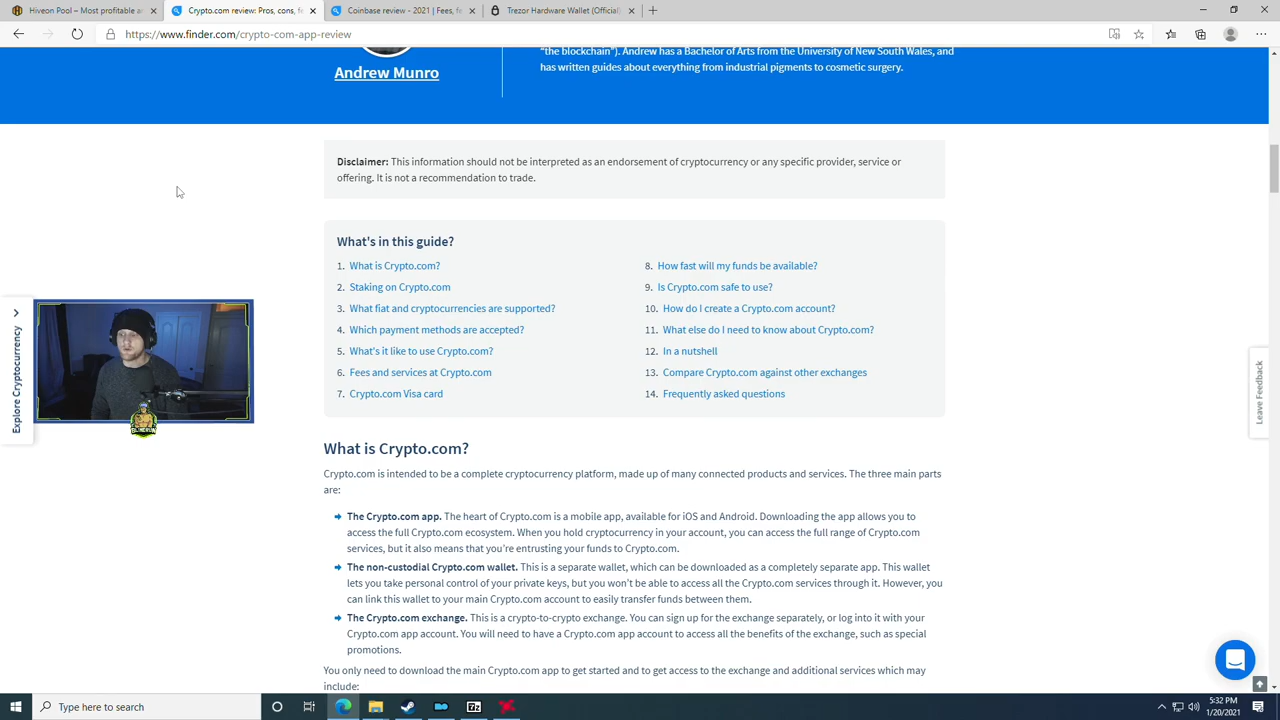 Hiveon Pool – Most profitable a
Crypto.com review: Pros, cons, fe
Coinbase review - 2021 | Fees, fe
Trezor Hardware Wallet (Official)
https://www.finder.com/crypto-com-app-review
Andrew Munro
"the blockchain"). Andrew has a Bachelor of Arts from the University of New South Wales, and
has written guides about everything from industrial pigments to cosmetic surgery.
Disclaimer: This information should not be interpreted as an endorsement of cryptocurrency or any specific provider, service or
offering. It is not a recommendation to trade.
What's in this guide?
1. What is Crypto.com?
2. Staking on Crypto.com
3. What fiat and cryptocurrencies are supported?
4. Which payment methods are accepted?
5. What's it like to use Crypto.com?
6. Fees and services at Crypto.com
7. Crypto.com Visa card
8. How fast will my funds be available?
9. Is Crypto.com safe to use?
10. How do I create a Crypto.com account?
11. What else do I need to know about Crypto.com?
12. In a nutshell
13. Compare Crypto.com against other exchanges
14. Frequently asked questions
Explore Cryptocurrency
Leave Feedback
What is Crypto.com?
Crypto.com is intended to be a complete cryptocurrency platform, made up of many connected products and services. The three main parts
are:
The Crypto.com app. The heart of Crypto.com is a mobile app, available for iOS and Android. Downloading the app allows you to
access the full Crypto.com ecosystem. When you hold cryptocurrency in your account, you can access the full range of Crypto.com
services, but it also means that you're entrusting your funds to Crypto.com.
The non-custodial Crypto.com wallet. This is a separate wallet, which can be downloaded as a completely separate app. This wallet
lets you take personal control of your private keys, but you won't be able to access all the Crypto.com services through it. However, you
can link this wallet to your main Crypto.com account to easily transfer funds between them.
The Crypto.com exchange. This is a crypto-to-crypto exchange. You can sign up for the exchange separately, or log into it with your
Crypto.com app account. You will need to have a Crypto.com app account to access all the benefits of the exchange, such as special
promotions.
You only need to download the main Crypto.com app to get started and to get access to the exchange and additional services which may
include:
Type here to search
5:32 PM
1/20/2021